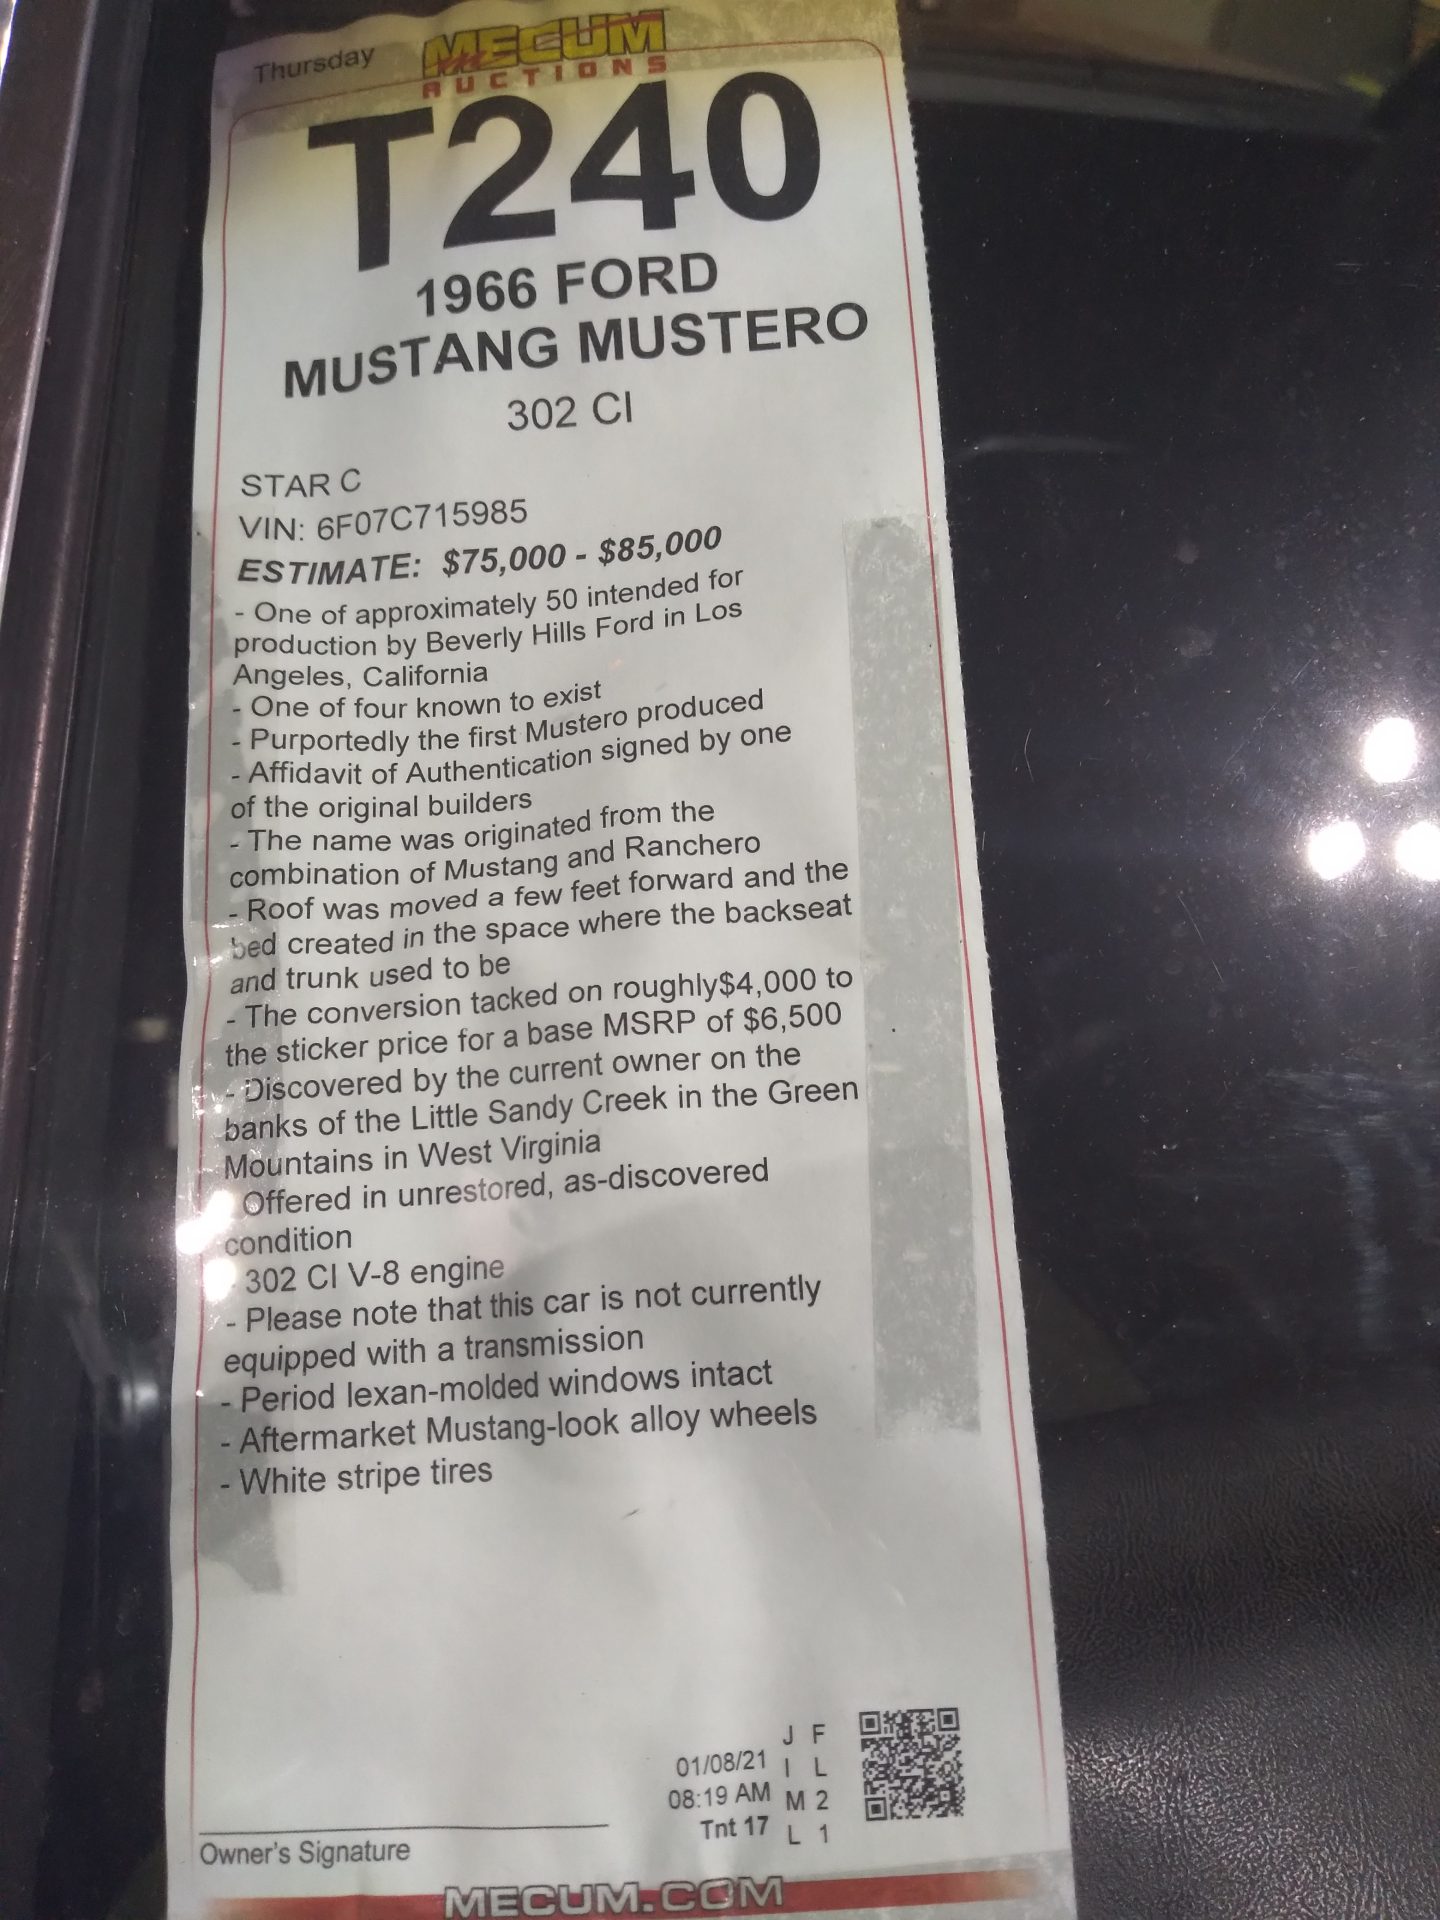 Thursday
MECUM
AUCTIONS
T240
1966 FORD
MUSTANG MUSTERO
302 CI
STAR C
VIN: 6F07C715985
ESTIMATE: $75,000 - $85,000
- One of approximately 50 intended for
production by Beverly Hills Ford in Los
Angeles, California
- One of four known to exist
- Purportedly the first Mustero produced
- Affidavit of Authentication signed by one
of the original builders
- The name was originated from the
combination of Mustang and Ranchero
- Roof was moved a few feet forward and the
bed created in the space where the backseat
and trunk used to be
- The conversion tacked on roughly$4,000 to
the sticker price for a base MSRP of $6,500
- Discovered by the current owner on the
banks of the Little Sandy Creek in the Green
Mountains in West Virginia
- Offered in unrestored, as-discovered
condition
- 302 CI V-8 engine
- Please note that this car is not currently
equipped with a transmission
- Period lexan-molded windows intact
- Aftermarket Mustang-look alloy wheels
- White stripe tires
J F
01/08/21 I L
08:19 AM M 2
Tnt 17 L 1
Owner's Signature
MECUM.COM